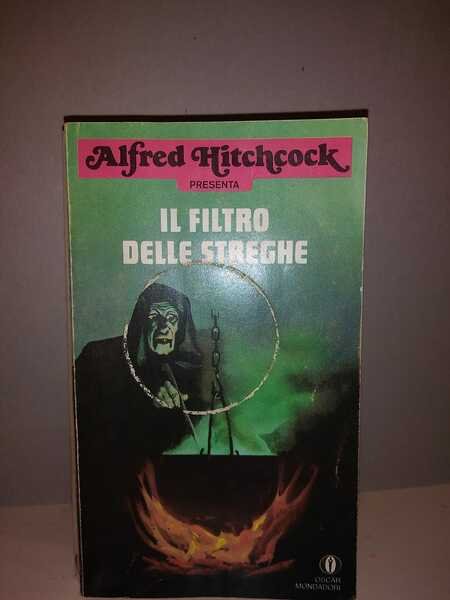 Alfred Hitchcock
PRESENTA
IL FILTRO
DELLE STREGHE
OSCAR
MONDADORI